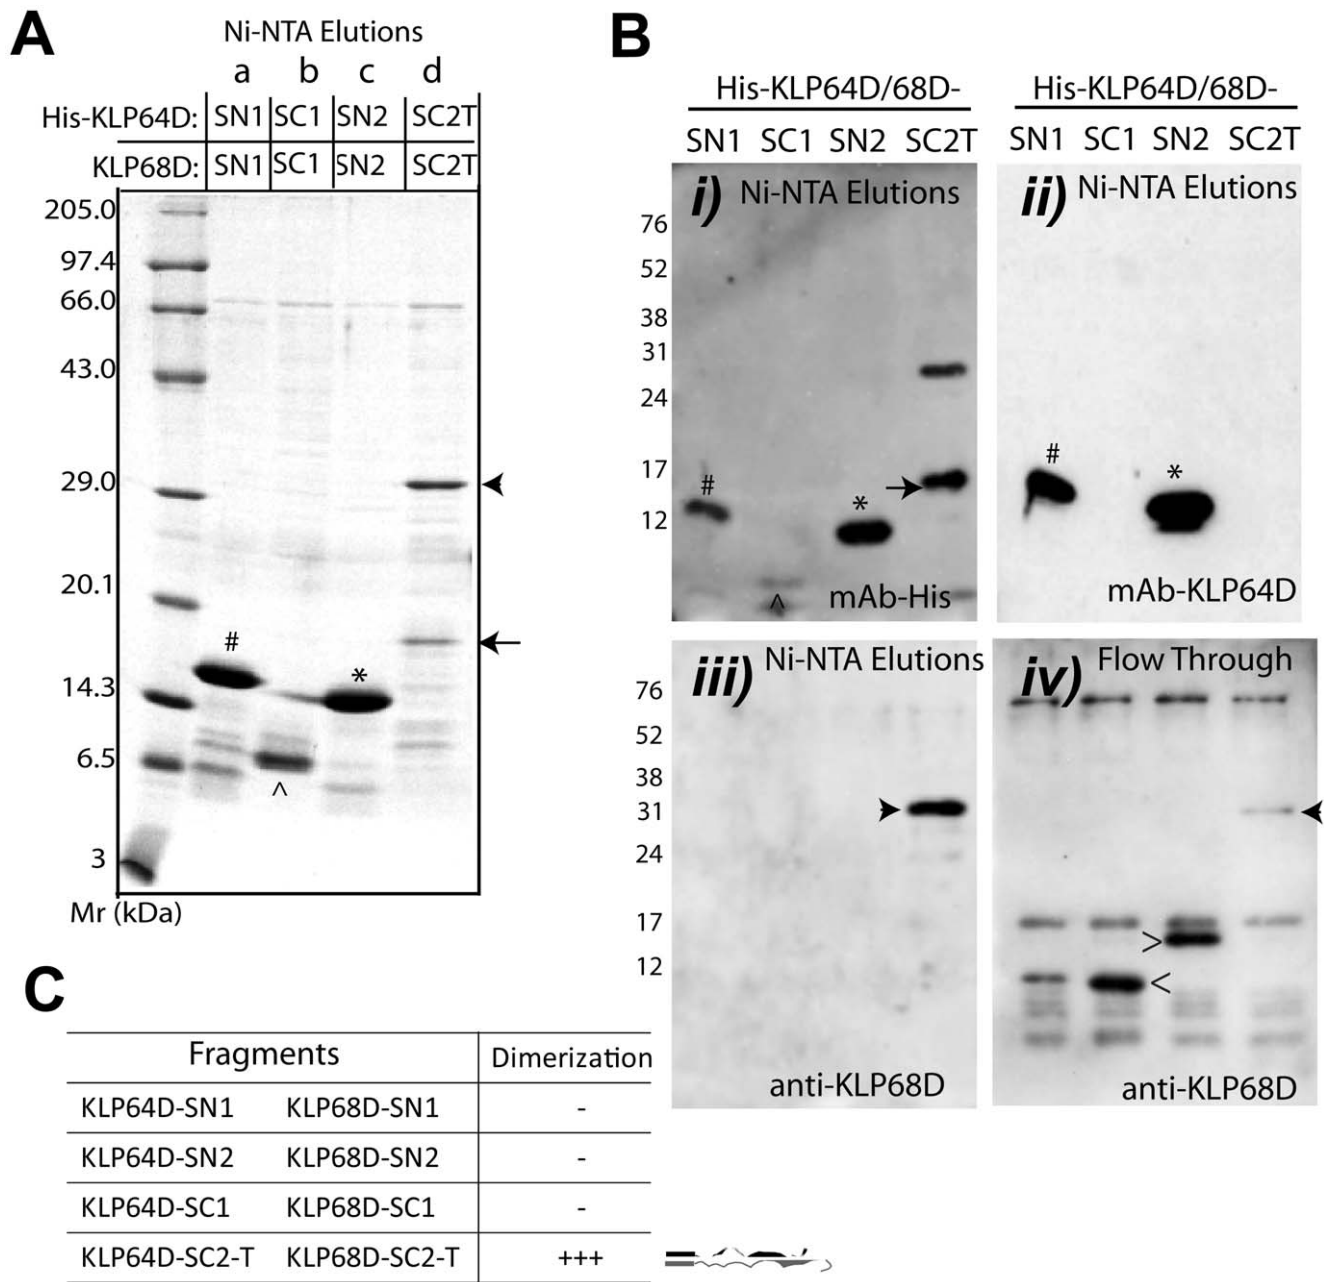 A
Ni-NTA Elutions
a b c d
His-KLP64D: SN1 SC1 SN2 SC2T
KLP68D: SN1 SC1 SN2 SC2T
205.0
97.4
66.0
43.0
29.0
20.1
14.3
6.5
3
#
*
^
Mr (kDa)
B
His-KLP64D/68D-
SN1 SC1 SN2 SC2T
i) Ni-NTA Elutions
76
52
38
31
24
17
12
#
*
^
mAb-His
His-KLP64D/68D-
SN1 SC1 SN2 SC2T
ii) Ni-NTA Elutions
#
*
mAb-KLP64D
iii) Ni-NTA Elutions
76
52
38
31
24
17
12
anti-KLP68D
iv) Flow Through
>
<
anti-KLP68D
C
Fragments Dimerization
KLP64D-SN1 KLP68D-SN1 -
KLP64D-SN2 KLP68D-SN2 -
KLP64D-SC1 KLP68D-SC1 -
KLP64D-SC2-T KLP68D-SC2-T +++